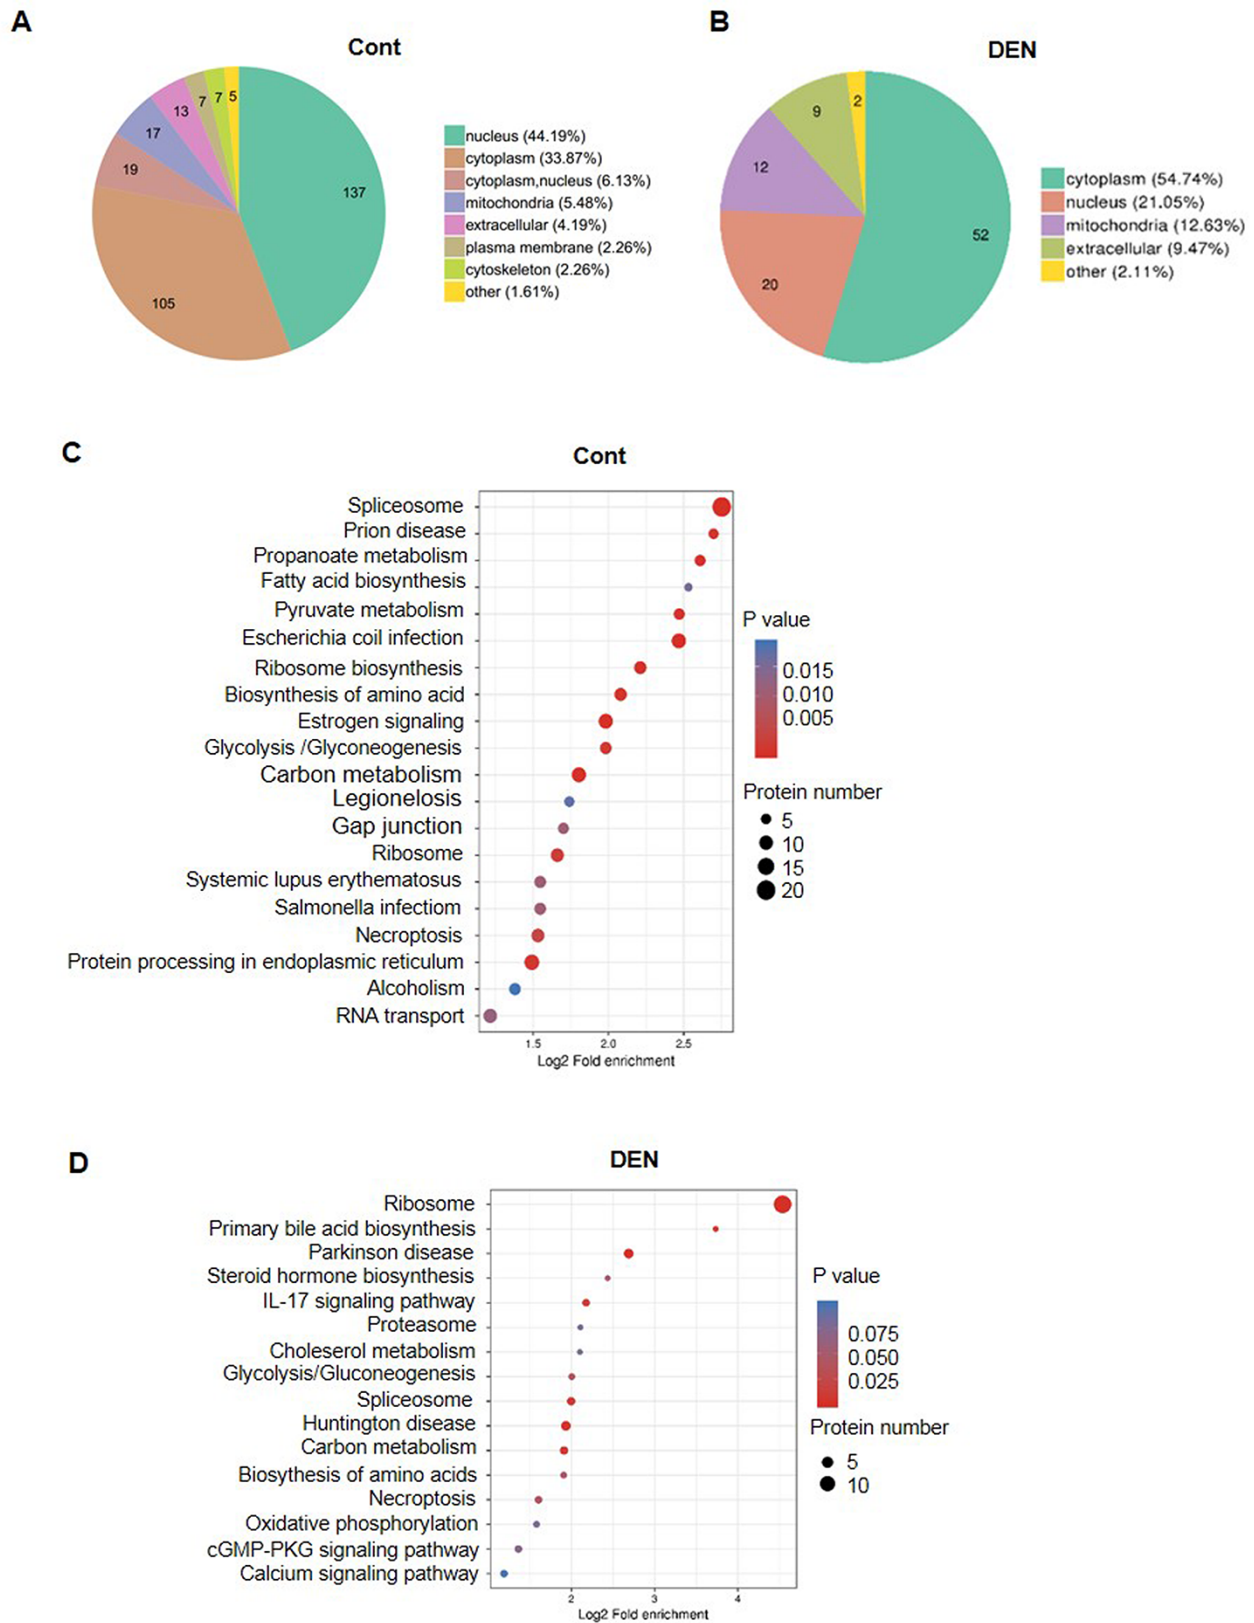 A
Cont
137
105
19
17
13
7
7
5
nucleus (44.19%)
cytoplasm (33.87%)
cytoplasm,nucleus (6.13%)
mitochondria (5.48%)
extracellular (4.19%)
plasma membrane (2.26%)
cytoskeleton (2.26%)
other (1.61%)
B
DEN
52
20
12
9
2
cytoplasm (54.74%)
nucleus (21.05%)
mitochondria (12.63%)
extracellular (9.47%)
other (2.11%)
C
Cont
Spliceosome
Prion disease
Propanoate metabolism
Fatty acid biosynthesis
Pyruvate metabolism
Escherichia coil infection
Ribosome biosynthesis
Biosynthesis of amino acid
Estrogen signaling
Glycolysis /Glyconeogenesis
Carbon metabolism
Legionelosis
Gap junction
Ribosome
Systemic lupus erythematosus
Salmonella infectiom
Necroptosis
Protein processing in endoplasmic reticulum
Alcoholism
RNA transport
1.5 2.0 2.5
Log2 Fold enrichment
P value
0.015
0.010
0.005
Protein number
5
10
15
20
D
DEN
Ribosome
Primary bile acid biosynthesis
Parkinson disease
Steroid hormone biosynthesis
IL-17 signaling pathway
Proteasome
Choleserol metabolism
Glycolysis/Gluconeogenesis
Spliceosome
Huntington disease
Carbon metabolism
Biosythesis of amino acids
Necroptosis
Oxidative phosphorylation
cGMP-PKG signaling pathway
Calcium signaling pathway
2 3 4
Log2 Fold enrichment
P value
0.075
0.050
0.025
Protein number
5
10